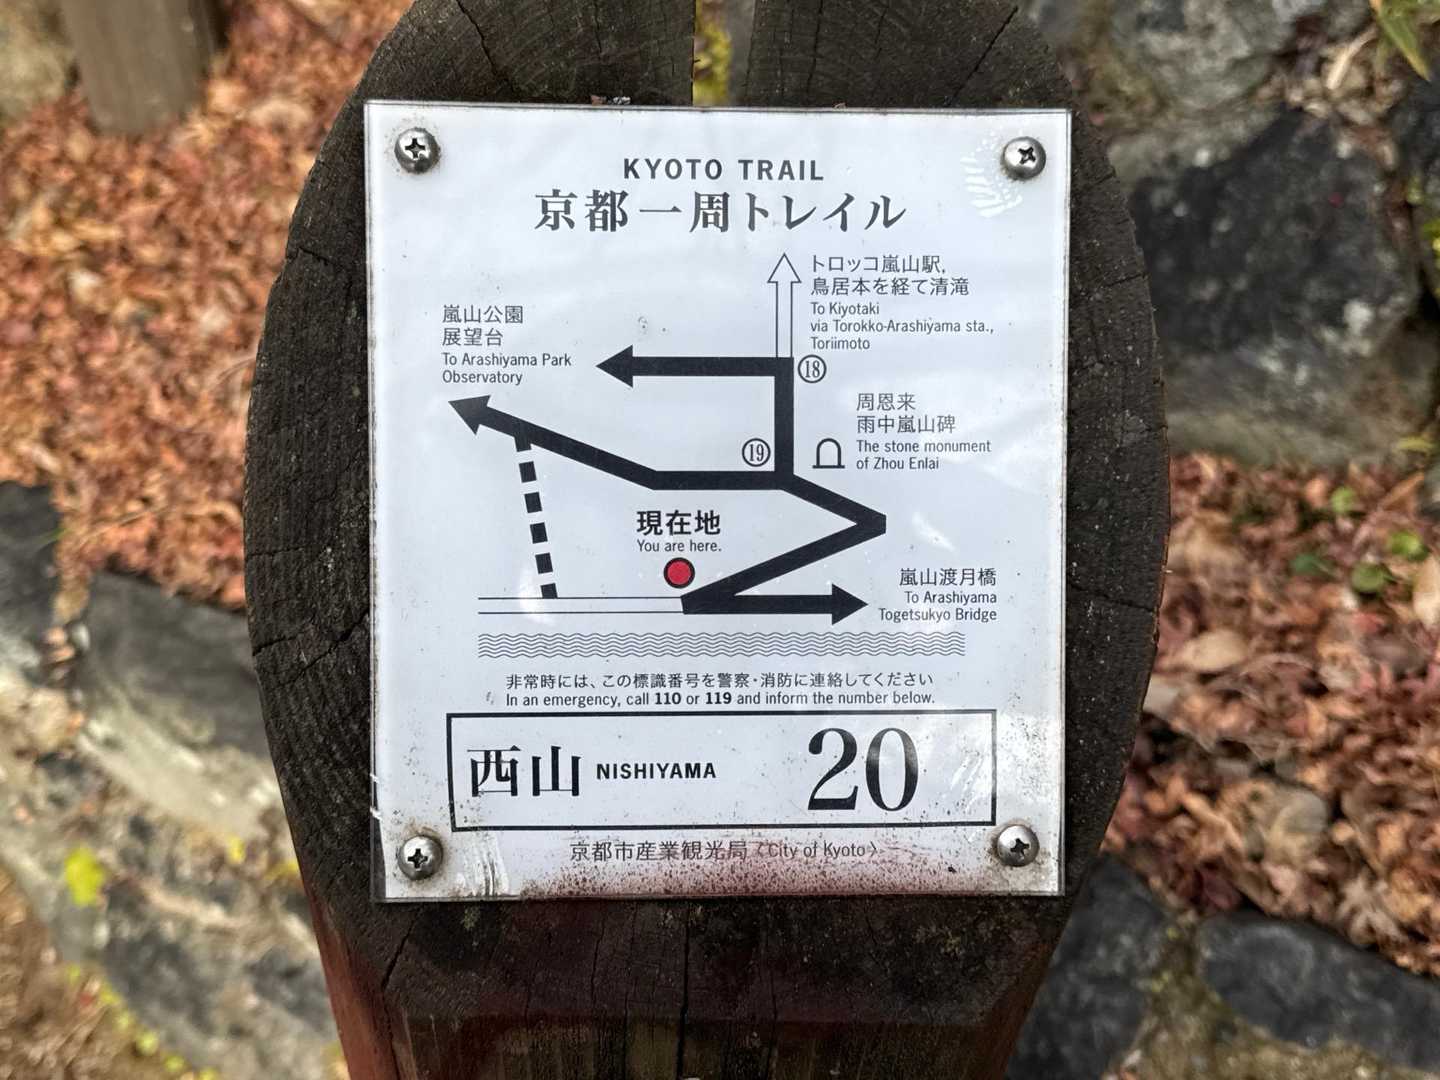 KYOTO TRAIL
京都一周トレイル
トロッコ嵐山駅,
鳥居本を経て清滝
To Kiyotaki
via Torokko-Arashiyama sta.,
Toriimoto
嵐山公園
展望台
To Arashiyama Park
Observatory
18
周恩来
雨中嵐山碑
The stone monument
of Zhou Enlai
19
現在地
You are here.
嵐山渡月橋
To Arashiyama
Togetsukyo Bridge
非常時には、この標識番号を警察・消防に連絡してください
In an emergency, call 110 or 119 and inform the number below.
西山 NISHIYAMA 20
京都市産業観光局〈City of Kyoto〉